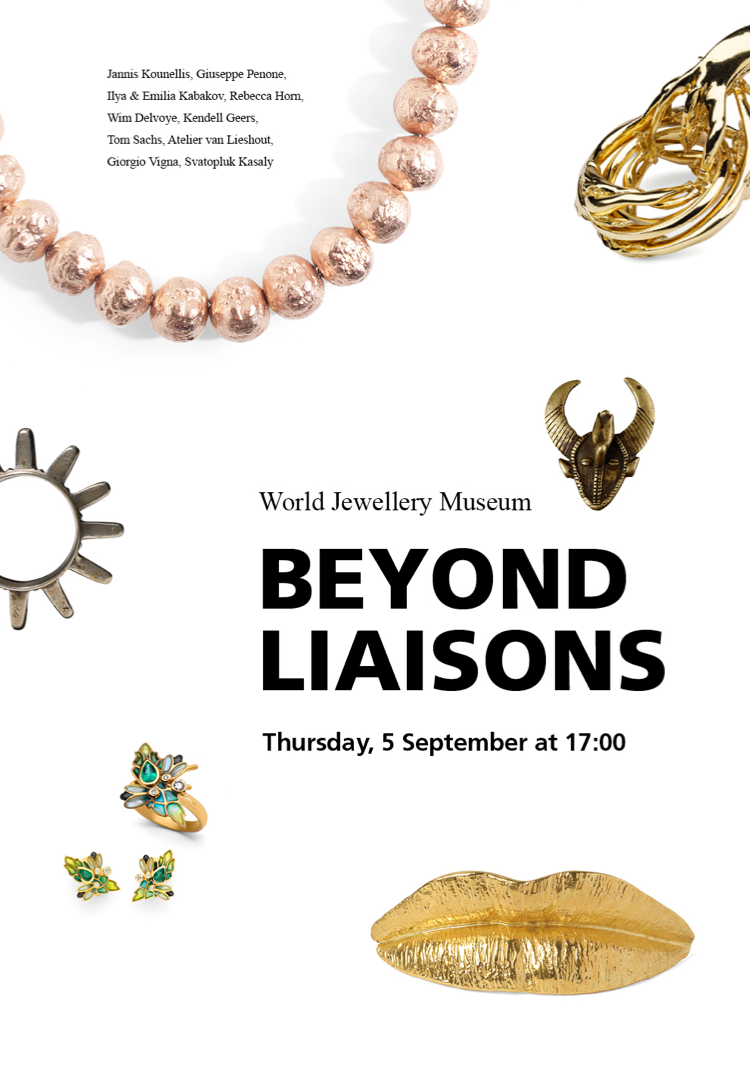 Jannis Kounellis, Giuseppe Penone,
Ilya & Emilia Kabakov, Rebecca Horn,
Wim Delvoye, Kendell Geers,
Tom Sachs, Atelier van Lieshout,
Giorgio Vigna, Svatopluk Kasaly
World Jewellery Museum
BEYOND
LIAISONS
Thursday, 5 September at 17:00